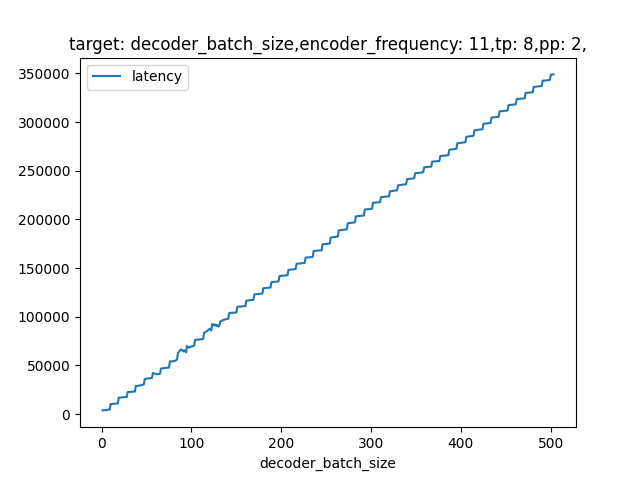 target: decoder_batch_size,encoder_frequency: 11,tp: 8,pp: 2,
latency
350000
300000
250000
200000
150000
100000
50000
0
0 100 200 300 400 500
decoder_batch_size